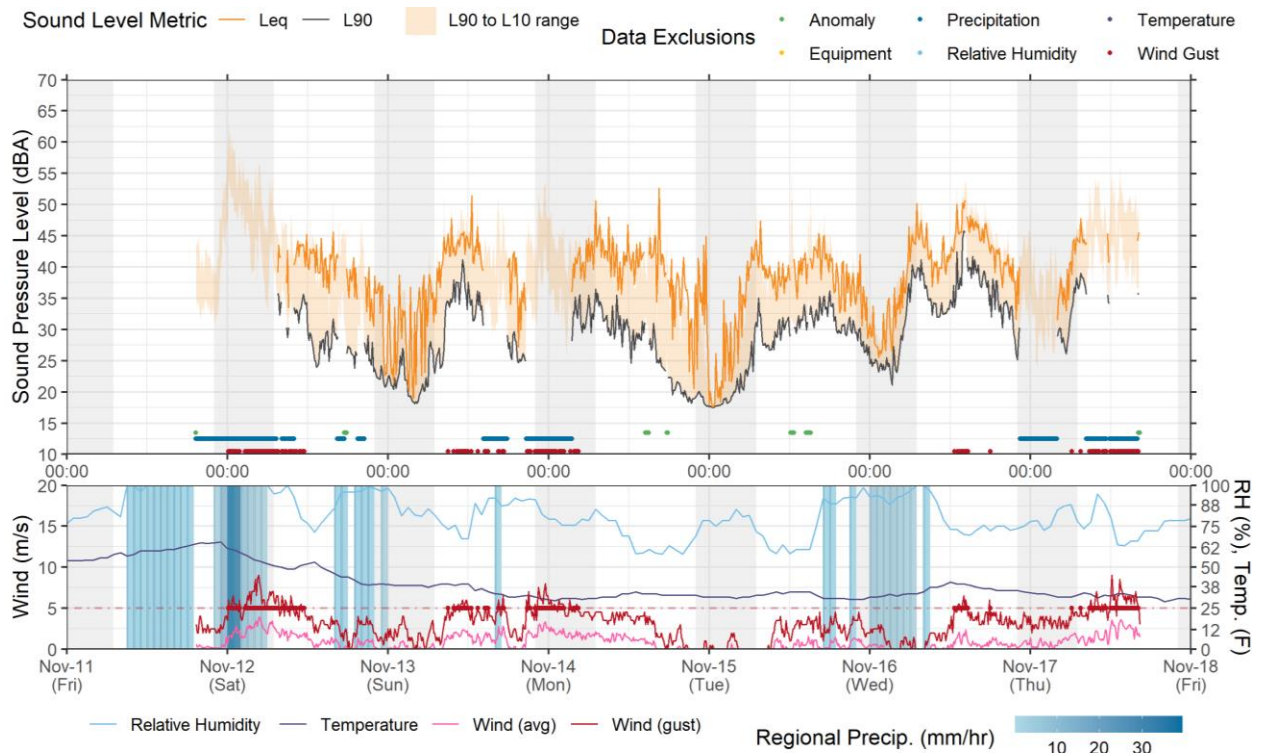 Sound Level Metric Leq L90 L90 to L10 range
Data Exclusions
Anomaly Precipitation Temperature
Equipment Relative Humidity Wind Gust
Sound Pressure Level (dBA)
70
65
60
55
50
45
40
35
30
25
20
15
10
00:00 00:00 00:00 00:00 00:00 00:00 00:00 00:00
Wind (m/s)
20
15
10
5
0
RH (%), Temp. (F)
100
88
75
62
50
38
25
12
0
Nov-11 Nov-12 Nov-13 Nov-14 Nov-15 Nov-16 Nov-17 Nov-18
(Fri) (Sat) (Sun) (Mon) (Tue) (Wed) (Thu) (Fri)
Relative Humidity Temperature Wind (avg) Wind (gust)
Regional Precip. (mm/hr)
10 20 30